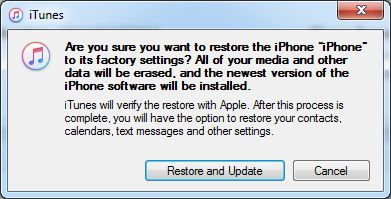 iTunes
Are you sure you want to restore the iPhone "iPhone"
to its factory settings? All of your media and other
data will be erased, and the newest version of the
iPhone software will be installed.
iTunes will verify the restore with Apple. After this process is
complete, you will have the option to restore your contacts,
calendars, text messages and other settings.
Restore and Update
Cancel